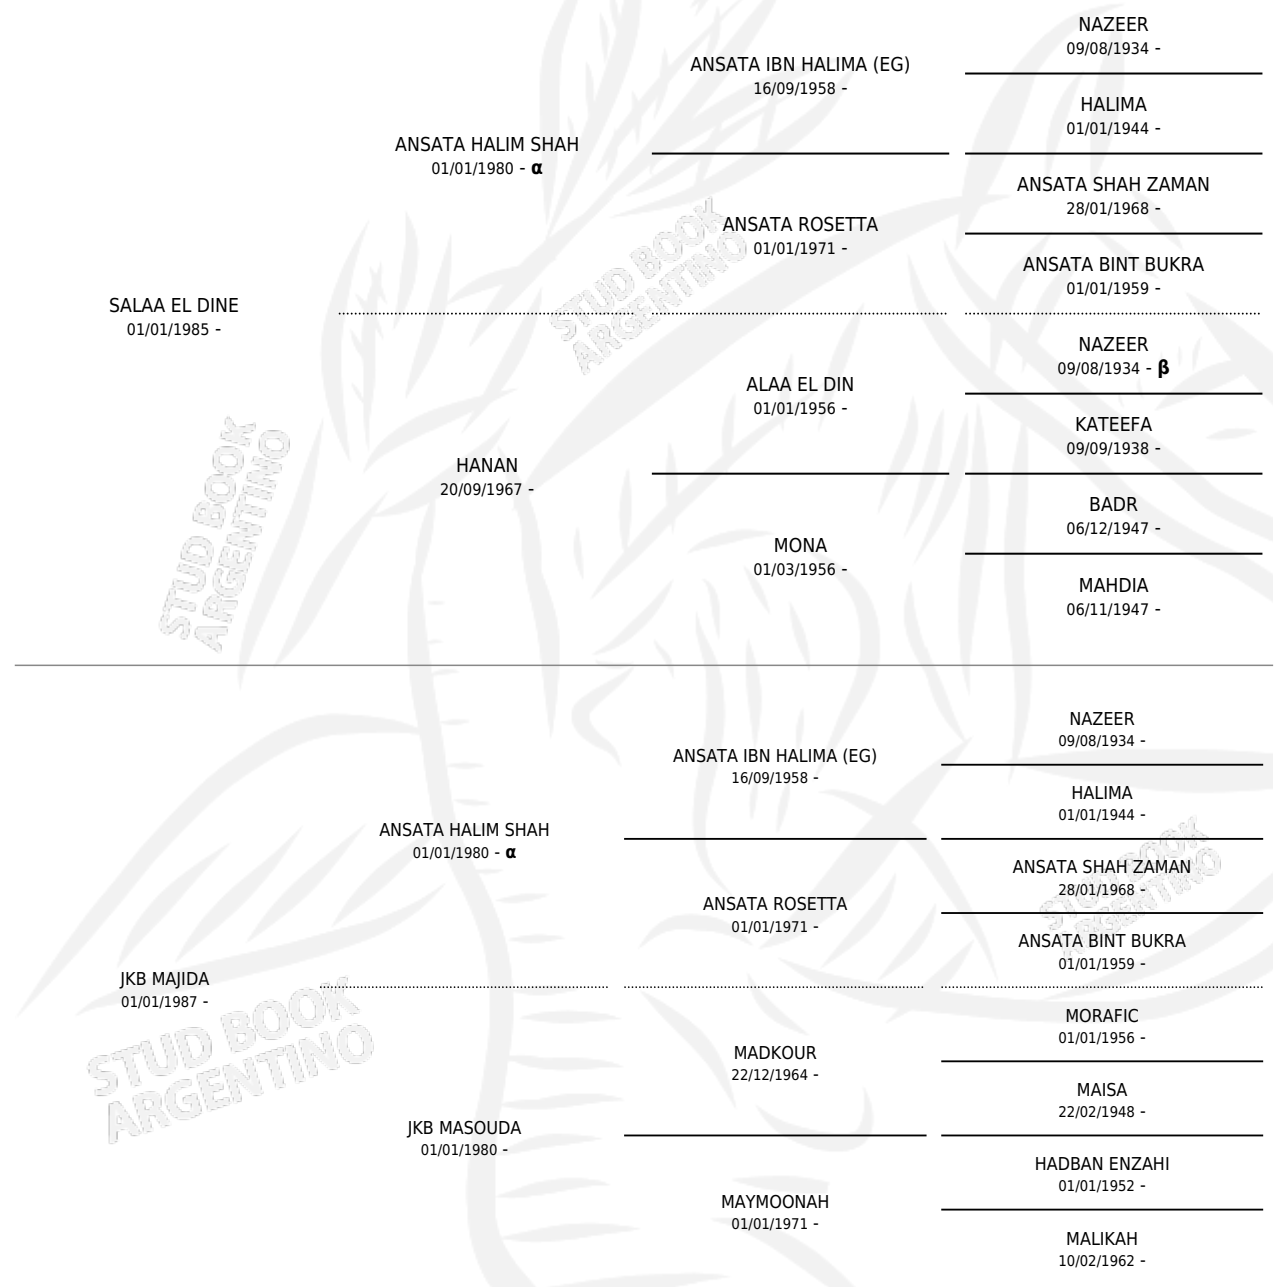 NAZEER
09/08/1934 -
ANSATA IBN HALIMA (EG)
16/09/1958 -
HALIMA
01/01/1944 -
ANSATA HALIM SHAH
01/01/1980 - α
ANSATA SHAH ZAMAN
28/01/1968 -
ANSATA ROSETTA
01/01/1971 -
ANSATA BINT BUKRA
01/01/1959 -
SALAA EL DINE
01/01/1985 -
NAZEER
09/08/1934 - β
ALAA EL DIN
01/01/1956 -
KATEEFA
09/09/1938 -
HANAN
20/09/1967 -
BADR
06/12/1947 -
MONA
01/03/1956 -
MAHDIA
06/11/1947 -
NAZEER
09/08/1934 -
ANSATA IBN HALIMA (EG)
16/09/1958 -
HALIMA
01/01/1944 -
ANSATA HALIM SHAH
01/01/1980 - α
ANSATA SHAH ZAMAN
28/01/1968 -
ANSATA ROSETTA
01/01/1971 -
ANSATA BINT BUKRA
01/01/1959 -
JKB MAJIDA
01/01/1987 -
MORAFIC
01/01/1956 -
MADKOUR
22/12/1964 -
MAISA
22/02/1948 -
JKB MASOUDA
01/01/1980 -
HADBAN ENZAHI
01/01/1952 -
MAYMOONAH
01/01/1971 -
MALIKAH
10/02/1962 -
STUD BOOK
ARGENTINO
STUD BOOK
ARGENTINO
STUD BOOK
ARGENTINO
STUD BOOK
ARGENTINO